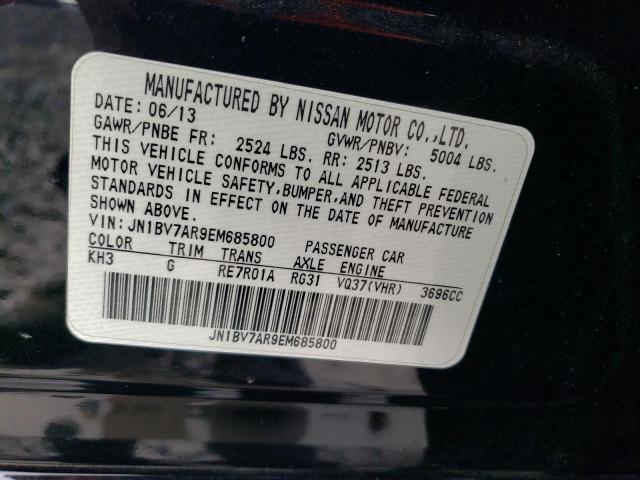 MANUFACTURED BY NISSAN MOTOR CO.,LTD.
DATE: 06/13 GVWR/PNBV: 5004 LBS.
GAWR/PNBE FR: 2524 LBS. RR: 2513 LBS.
THIS VEHICLE CONFORMS TO ALL APPLICABLE FEDERAL
MOTOR VEHICLE SAFETY,BUMPER,AND THEFT PREVENTION
STANDARDS IN EFFECT ON THE DATE OF MANUFACTURE
SHOWN ABOVE.
VIN: JN1BV7AR9EM685800 PASSENGER CAR
COLOR TRIM TRANS AXLE ENGINE
KH3 G RE7R01A RG31 VQ37(VHR) 3696CC
JN1BV7AR9EM685800